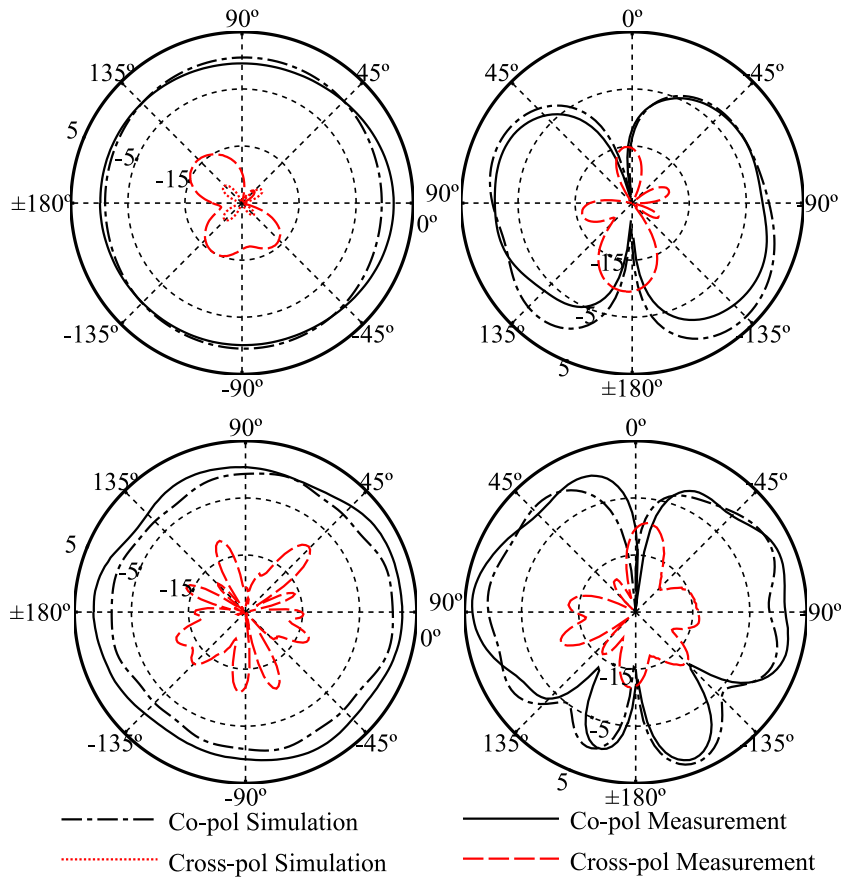 90º
135º
45º
5
-5
-15
±180º
0º
-135º
-45º
-90º
0º
45º
-45º
90º
-90º
-15
-5
135º
-135º
5
±180º
90º
135º
45º
5
-5
-15
±180º
0º
-135º
-45º
-90º
0º
45º
-45º
90º
-90º
-15
-5
135º
-135º
5
±180º
Co-pol Simulation
Co-pol Measurement
Cross-pol Simulation
Cross-pol Measurement